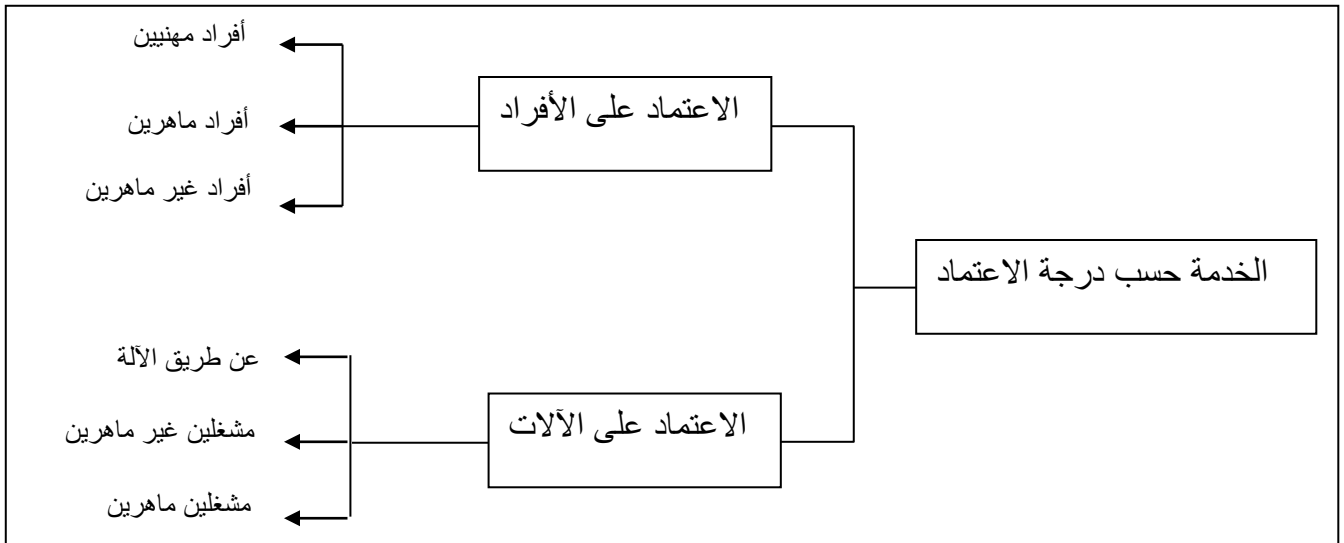 الخدمة حسب درجة الاعتماد
الاعتماد على الأفراد
أفراد مهنيين
أفراد ماهرين
أفراد غير ماهرين
الاعتماد على الآلات
عن طريق الآلة
مشغلين غير ماهرين
مشغلين ماهرين